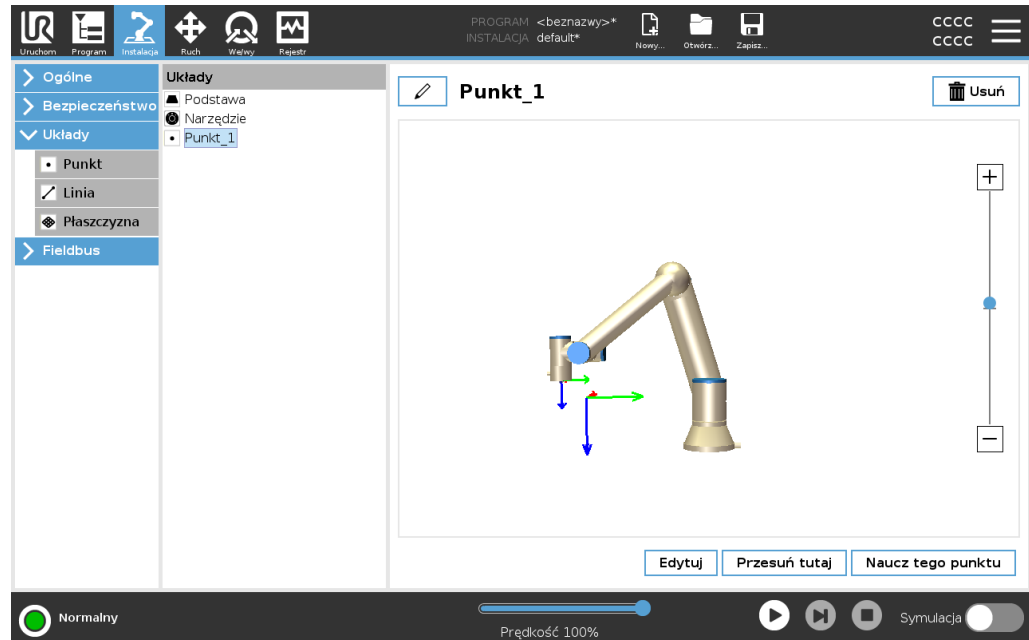 UR
Uruchom
Program
Instalacja
Ruch
We/wy
Rejestr
PROGRAM <beznazwy>*
INSTALACJA default*
Nowy...
Otwórz...
Zapisz...
CCCC
CCCC
Ogólne
Bezpieczeństwo
Układy
Punkt
Linia
Płaszczyzna
Fieldbus
Układy
Podstawa
Narzędzie
Punkt_1
Punkt_1
Usuń
Edytuj
Przesuń tutaj
Naucz tego punktu
Normalny
Prędkość 100%
Symulacja